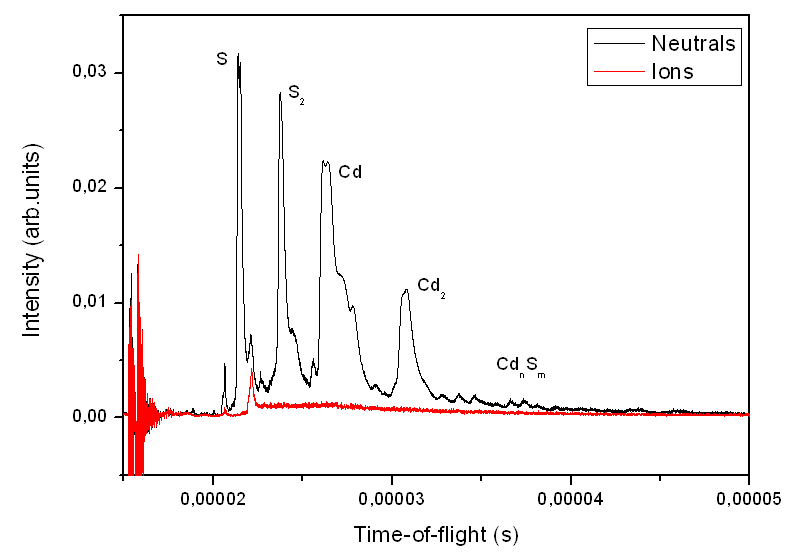 Neutrals
Ions
S
S₂
Cd
Cd₂
CdₙSₘ
Intensity (arb.units)
0,03
0,02
0,01
0,00
0,00002
0,00003
0,00004
0,00005
Time-of-flight (s)